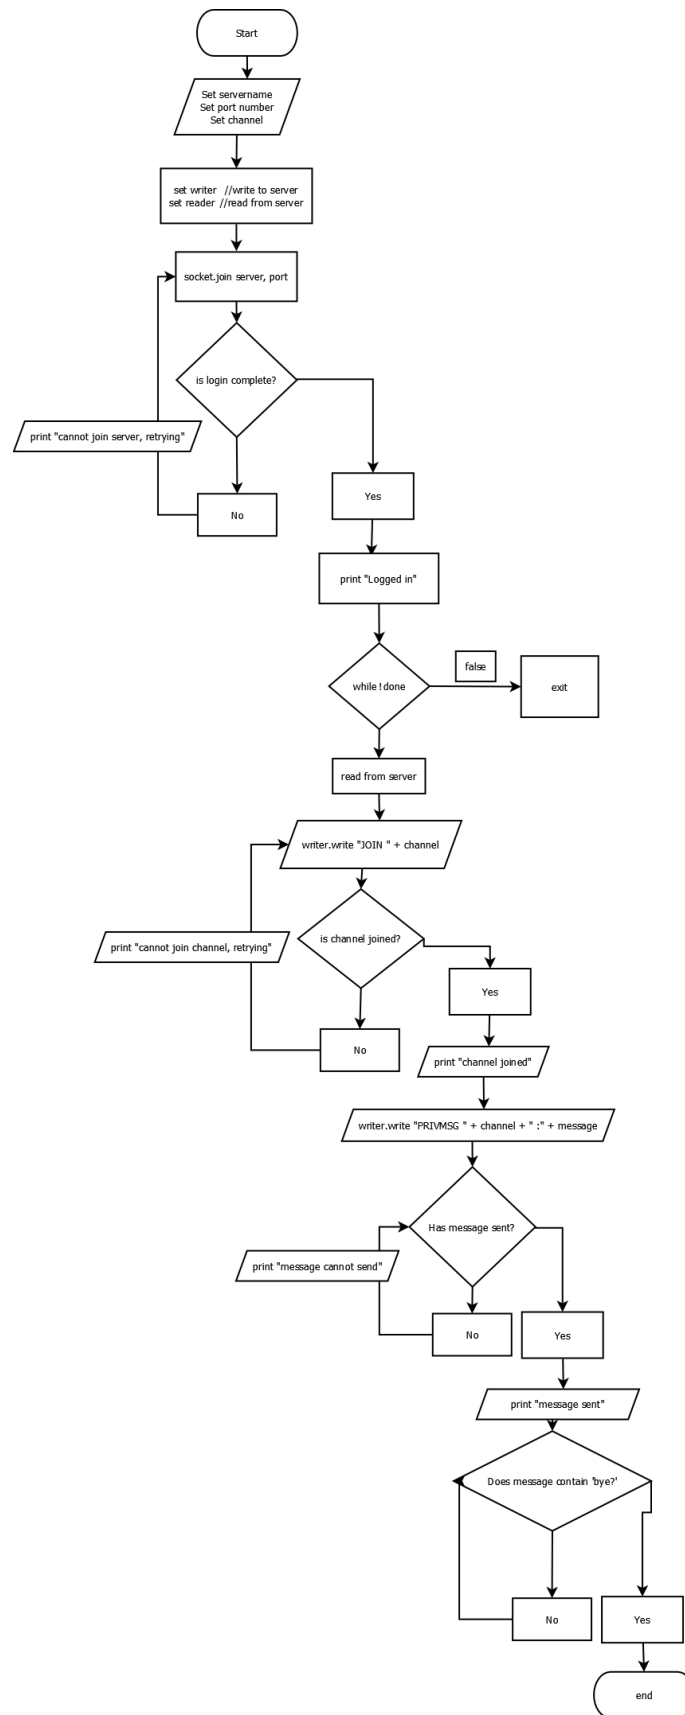 Start
Set servername
Set port number
Set channel
set writer //write to server
set reader //read from server
socket.join server, port
is login complete?
print "cannot join server, retrying"
Yes
No
print "Logged in"
false
while !done
exit
read from server
writer.write "JOIN " + channel
is channel joined?
print "cannot join channel, retrying"
Yes
No
print "channel joined"
writer.write "PRIVMSG " + channel + " :" + message
Has message sent?
print "message cannot send"
No
Yes
print "message sent"
Does message contain 'bye?'
No
Yes
end